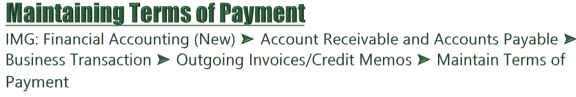 Maintaining Terms of Payment
IMG: Financial Accounting (New) ➤ Account Receivable and Accounts Payable ➤
Business Transaction ➤ Outgoing Invoices/Credit Memos ➤ Maintain Terms of
Payment